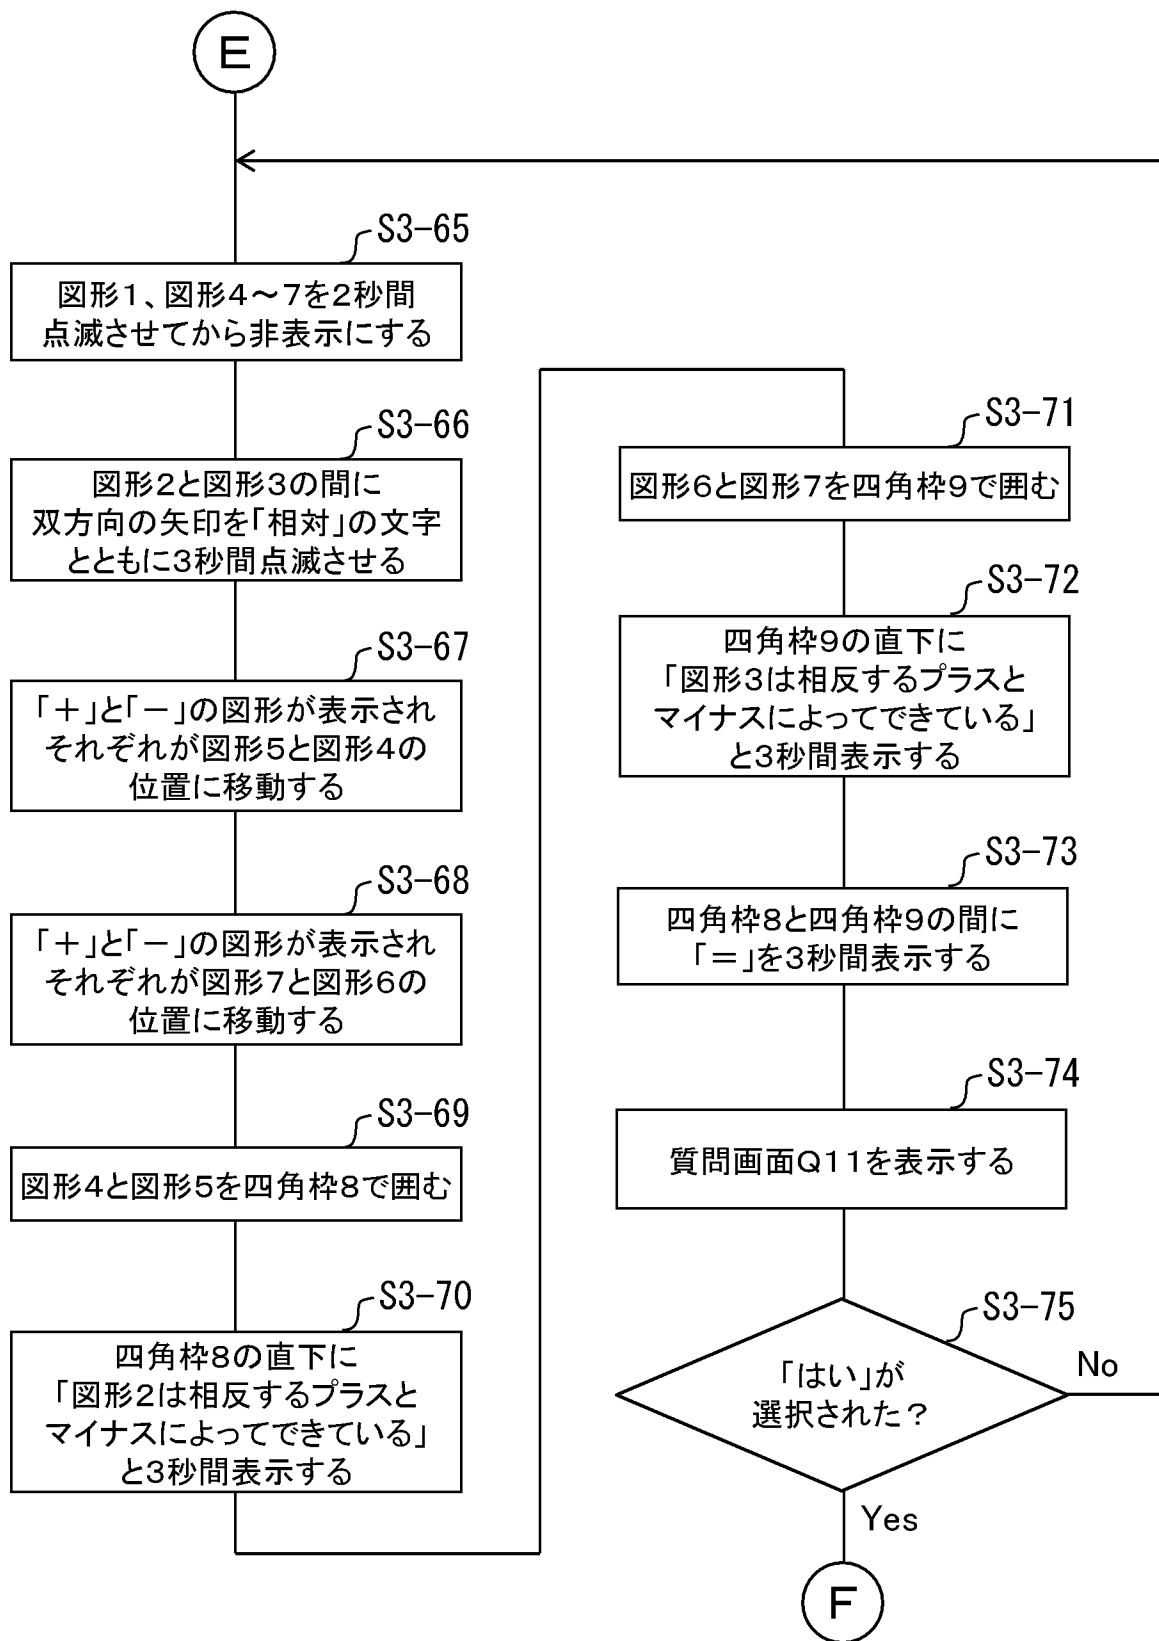 E
S3-65
図形1、図形4～7を2秒間
点滅させてから非表示にする
S3-66
図形2と図形3の間に
双方向の矢印を「相対」の文字
とともに3秒間点滅させる
S3-67
「＋」と「－」の図形が表示され
それぞれが図形5と図形4の
位置に移動する
S3-68
「＋」と「－」の図形が表示され
それぞれが図形7と図形6の
位置に移動する
S3-69
図形4と図形5を四角枠8で囲む
S3-70
四角枠8の直下に
「図形2は相反するプラスと
マイナスによってできている」
と3秒間表示する
S3-71
図形6と図形7を四角枠9で囲む
S3-72
四角枠9の直下に
「図形3は相反するプラスと
マイナスによってできている」
と3秒間表示する
S3-73
四角枠8と四角枠9の間に
「＝」を3秒間表示する
S3-74
質問画面Q11を表示する
S3-75
「はい」が
選択された？
No
Yes
F